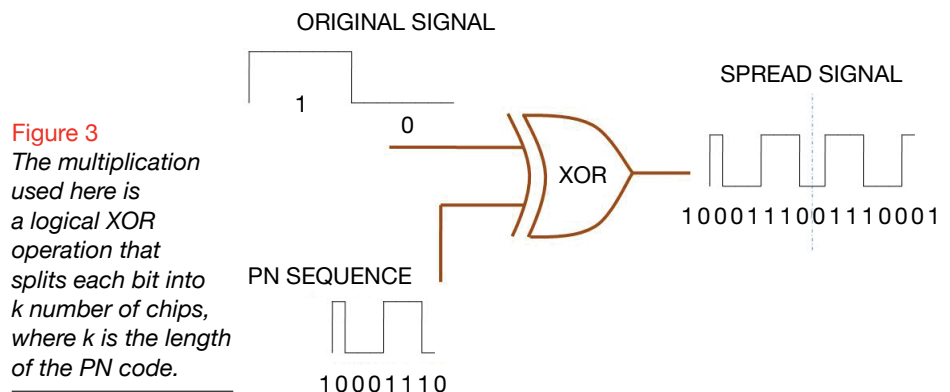 ORIGINAL SIGNAL
1
0
Figure 3
The multiplication
used here is
a logical XOR
operation that
splits each bit into
k number of chips,
where k is the length
of the PN code.
XOR
SPREAD SIGNAL
1000111001110001
PN SEQUENCE
10001110